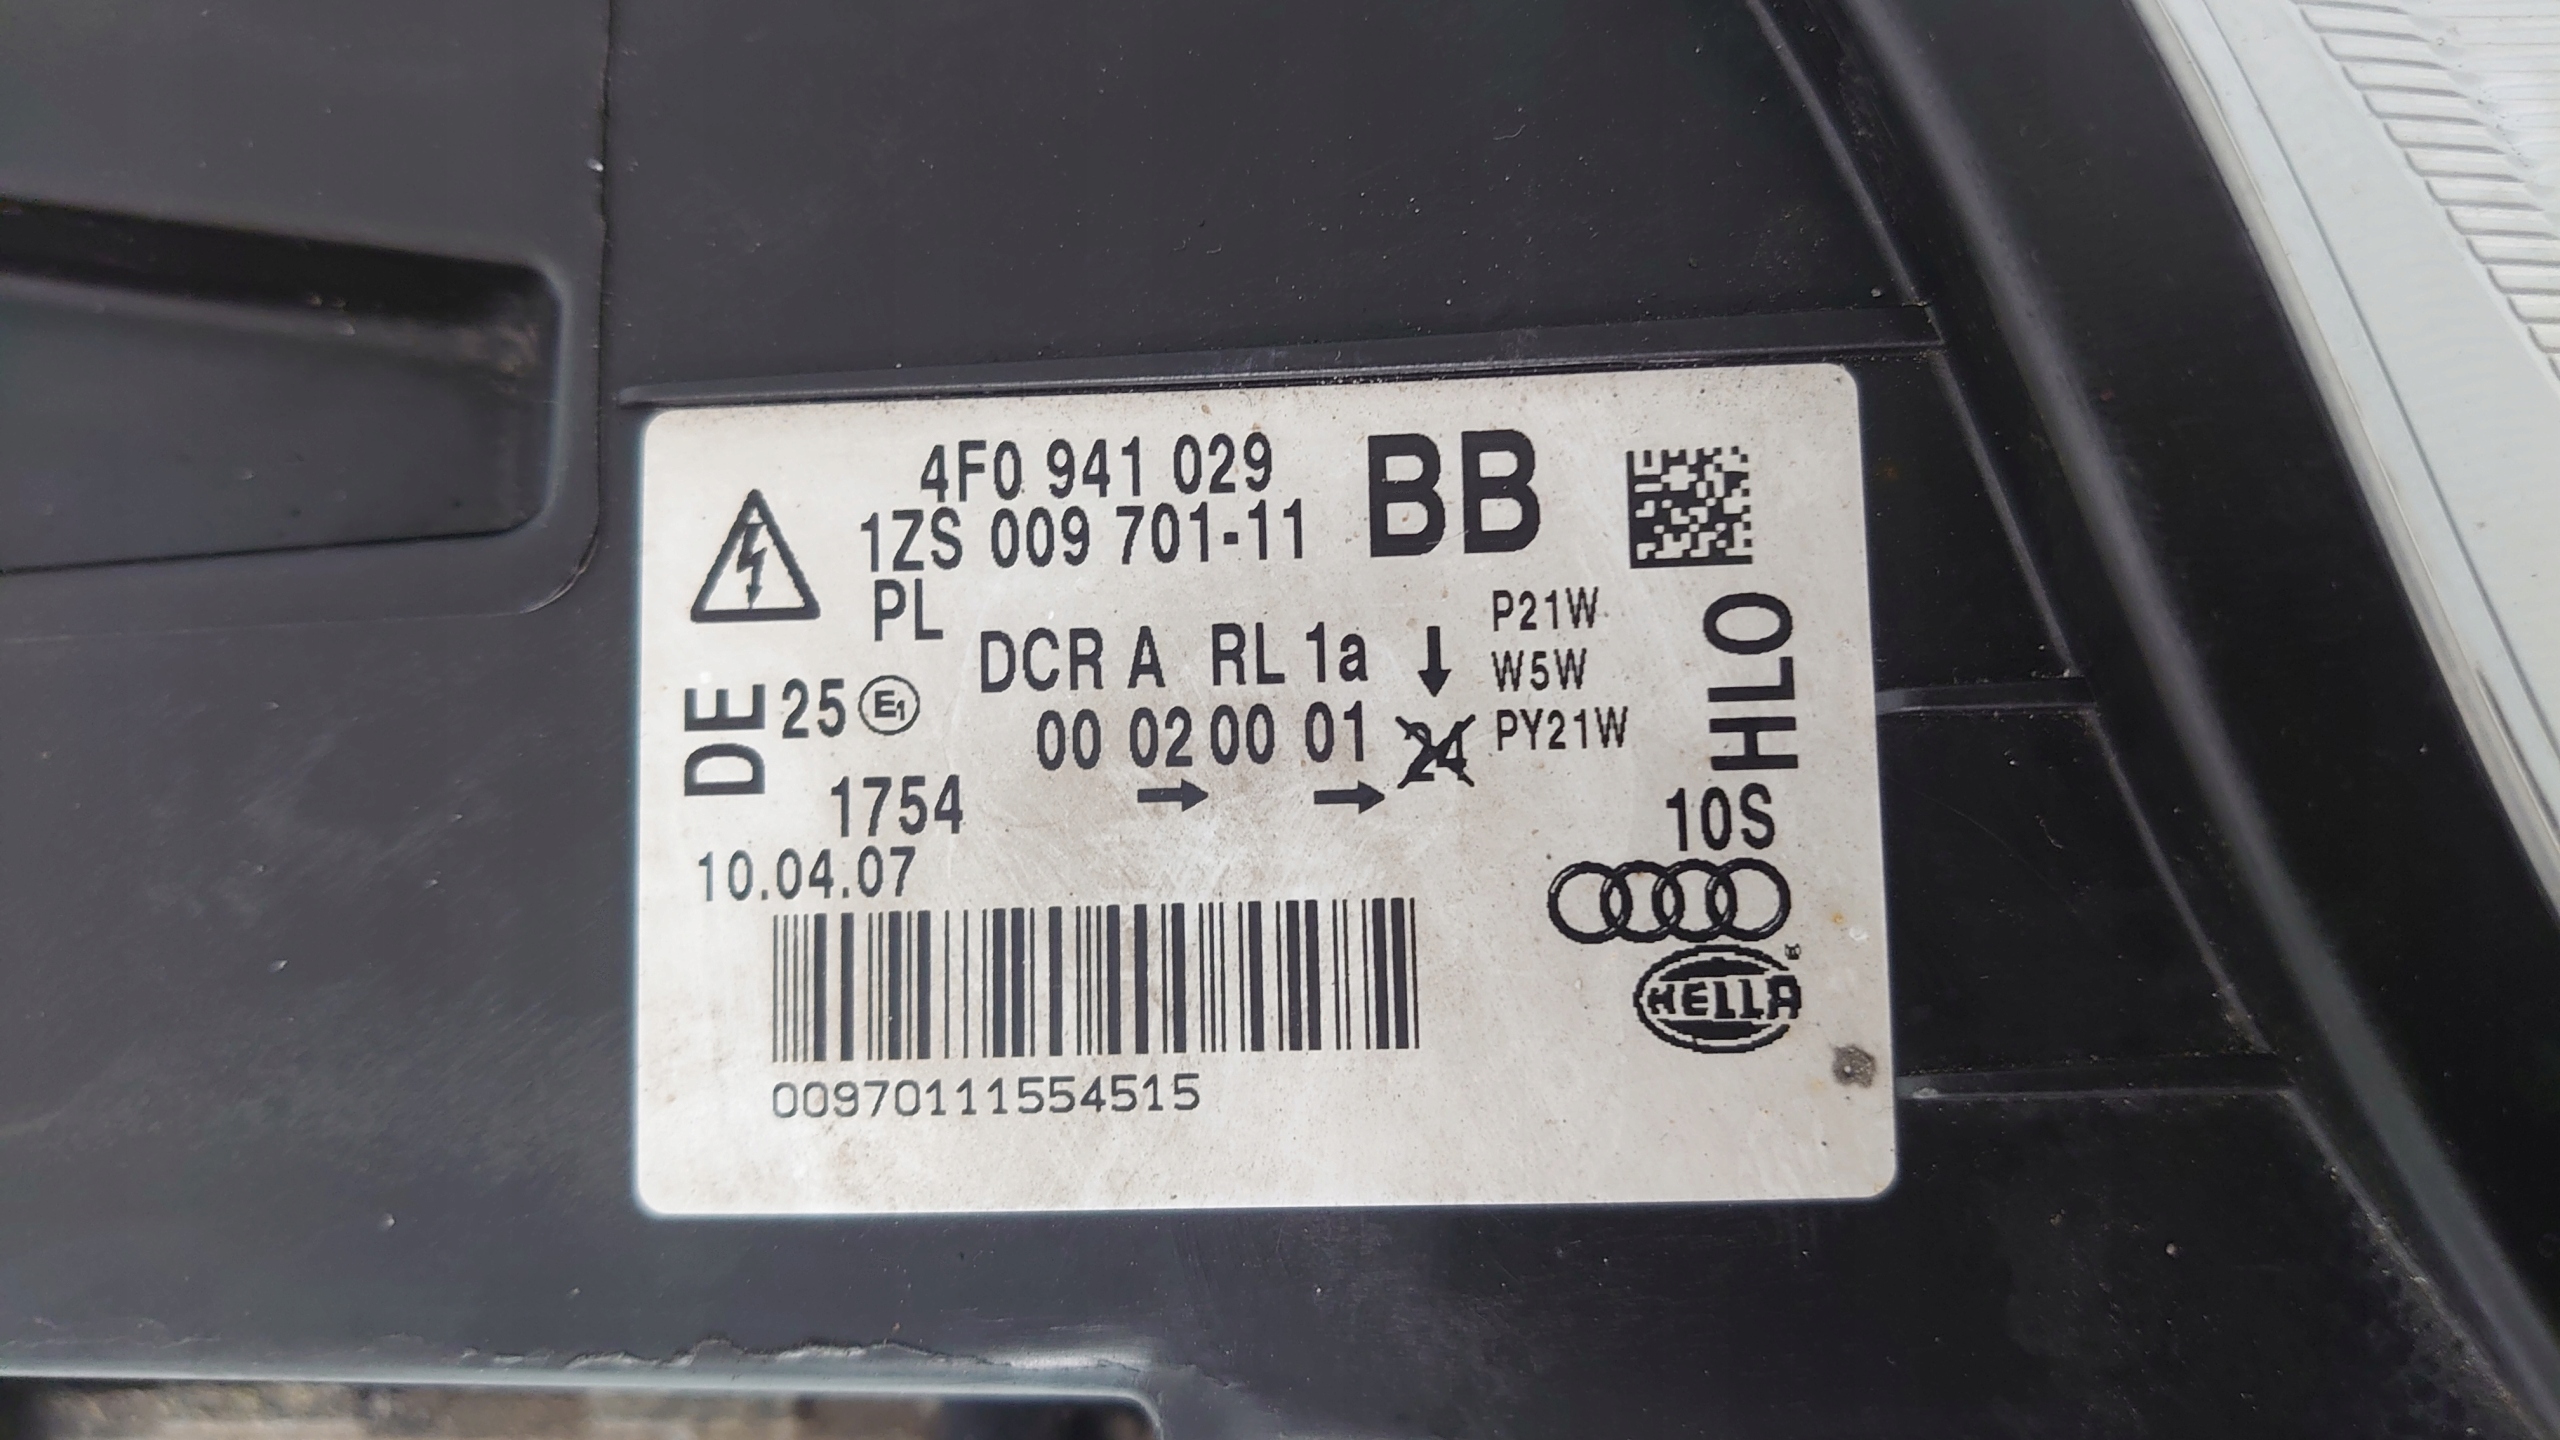 4F0 941 029 BB
1ZS 009 701-11
PL
P21W
DCR A RL 1a
W5W
HL0
DE
25 E1
00 02 00 01 24
PY21W
1754
10S
10.04.07
HELLA
00970111554515